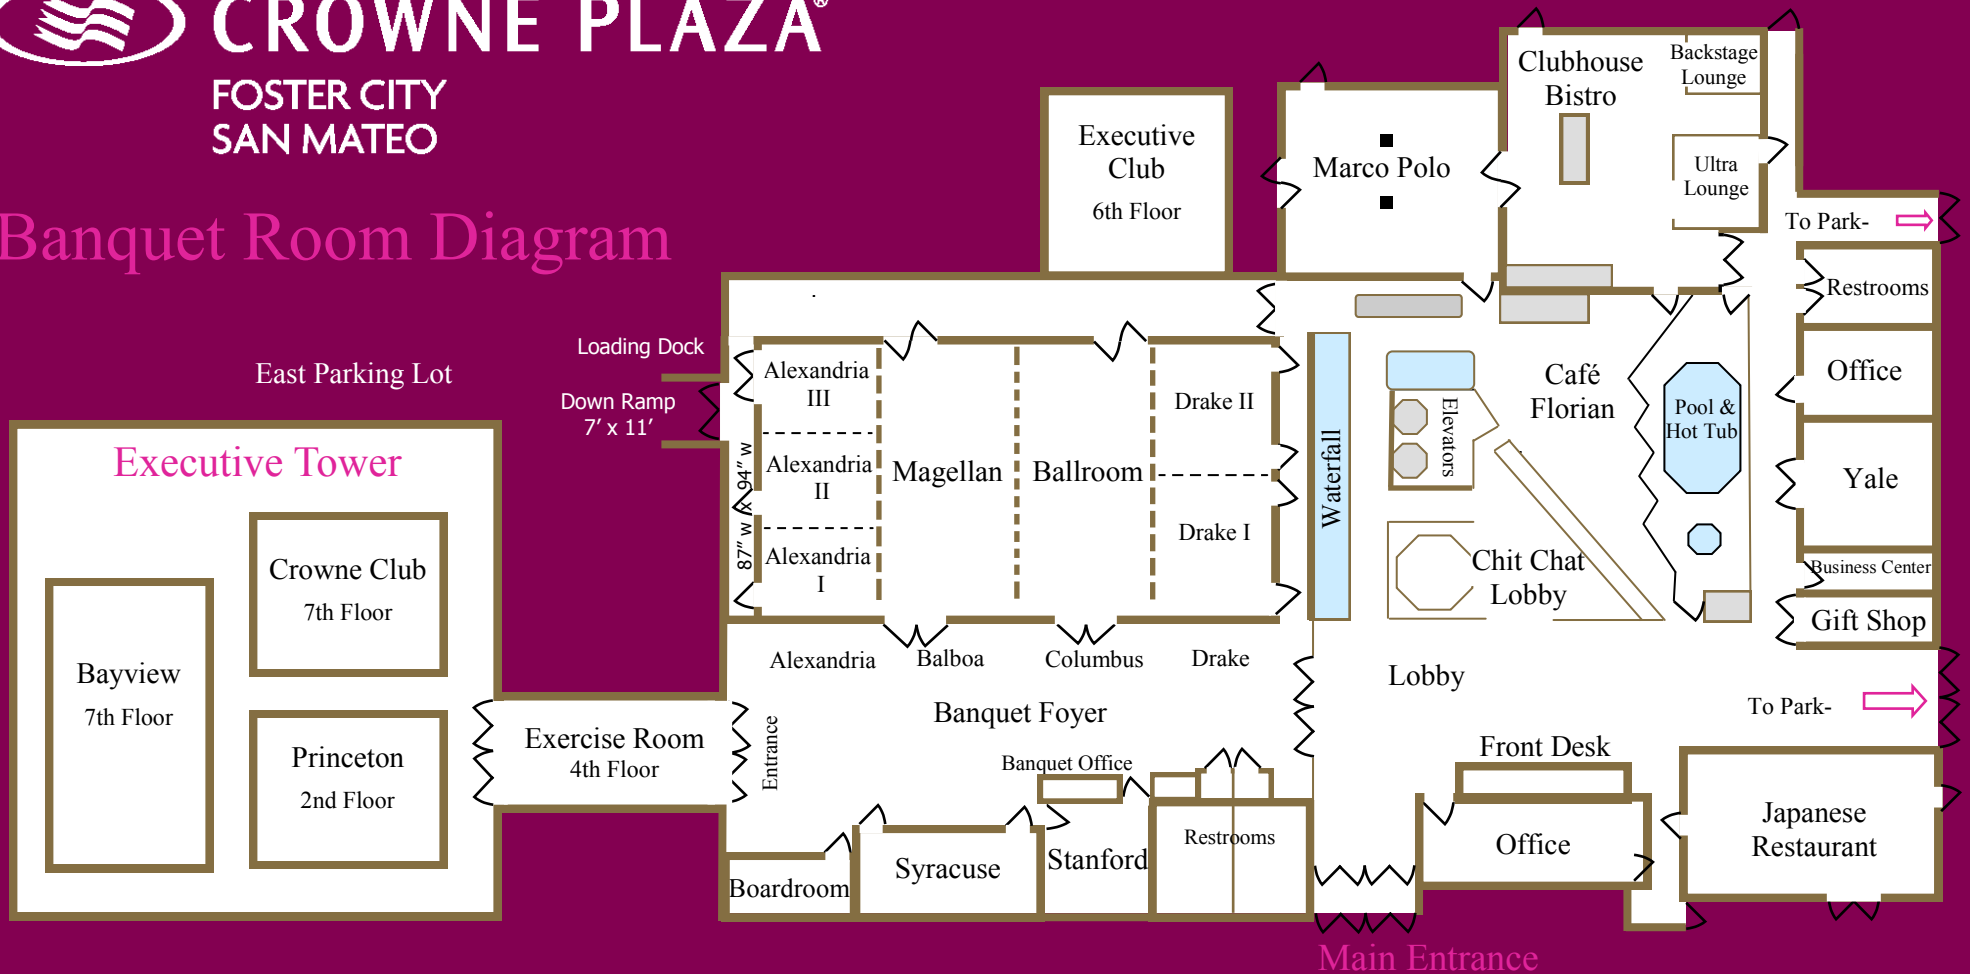 CROWNE PLAZA®
FOSTER CITY
SAN MATEO
Banquet Room Diagram
Executive
Club
6th Floor
Marco Polo
Clubhouse
Bistro
Backstage
Lounge
Ultra
Lounge
To Park-
Restrooms
Office
Yale
Business Center
Gift Shop
To Park-
Loading Dock
Down Ramp
7’ x 11’
East Parking Lot
87” w x 94” w
Alexandria
III
Alexandria
II
Alexandria
I
Magellan
Ballroom
Drake II
Drake I
Waterfall
Elevators
Café
Florian
Pool &
Hot Tub
Chit Chat
Lobby
Executive Tower
Crowne Club
7th Floor
Bayview
7th Floor
Princeton
2nd Floor
Exercise Room
4th Floor
Entrance
Alexandria
Balboa
Columbus
Drake
Banquet Foyer
Lobby
Banquet Office
Front Desk
Boardroom
Syracuse
Stanford
Restrooms
Office
Japanese
Restaurant
Main Entrance